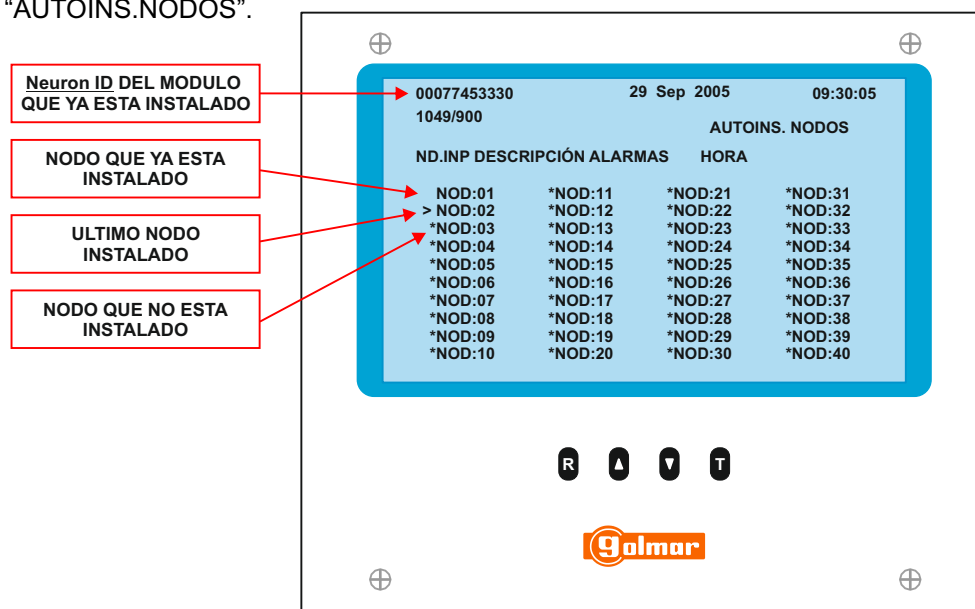 “AUTOINS.NODOS”.
Neuron ID DEL MODULO
QUE YA ESTA INSTALADO
NODO QUE YA ESTA
INSTALADO
ULTIMO NODO
INSTALADO
NODO QUE NO ESTA
INSTALADO
00077453330 29 Sep 2005 09:30:05
1049/900
AUTOINS. NODOS
ND.INP DESCRIPCIÓN ALARMAS HORA
NOD:01 *NOD:11 *NOD:21 *NOD:31
> NOD:02 *NOD:12 *NOD:22 *NOD:32
*NOD:03 *NOD:13 *NOD:23 *NOD:33
*NOD:04 *NOD:14 *NOD:24 *NOD:34
*NOD:05 *NOD:15 *NOD:25 *NOD:35
*NOD:06 *NOD:16 *NOD:26 *NOD:36
*NOD:07 *NOD:17 *NOD:27 *NOD:37
*NOD:08 *NOD:18 *NOD:28 *NOD:38
*NOD:09 *NOD:19 *NOD:29 *NOD:39
*NOD:10 *NOD:20 *NOD:30 *NOD:40
R T
golmar